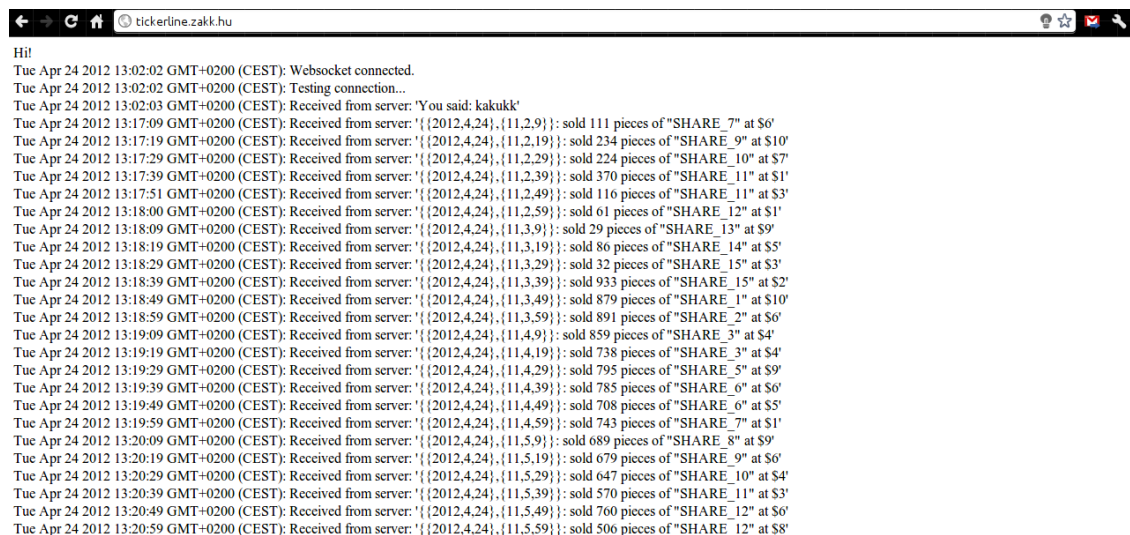 tickerline.zakk.hu
Hi!
Tue Apr 24 2012 13:02:02 GMT+0200 (CEST): Websocket connected.
Tue Apr 24 2012 13:02:02 GMT+0200 (CEST): Testing connection...
Tue Apr 24 2012 13:02:03 GMT+0200 (CEST): Received from server: 'You said: kakukk'
Tue Apr 24 2012 13:17:09 GMT+0200 (CEST): Received from server: '{{2012,4,24},{11,2,9}}: sold 111 pieces of "SHARE_7" at $6'
Tue Apr 24 2012 13:17:19 GMT+0200 (CEST): Received from server: '{{2012,4,24},{11,2,19}}: sold 234 pieces of "SHARE_9" at $10'
Tue Apr 24 2012 13:17:29 GMT+0200 (CEST): Received from server: '{{2012,4,24},{11,2,29}}: sold 224 pieces of "SHARE_10" at $7'
Tue Apr 24 2012 13:17:39 GMT+0200 (CEST): Received from server: '{{2012,4,24},{11,2,39}}: sold 370 pieces of "SHARE_11" at $1'
Tue Apr 24 2012 13:17:51 GMT+0200 (CEST): Received from server: '{{2012,4,24},{11,2,49}}: sold 116 pieces of "SHARE_11" at $3'
Tue Apr 24 2012 13:18:00 GMT+0200 (CEST): Received from server: '{{2012,4,24},{11,2,59}}: sold 61 pieces of "SHARE_12" at $1'
Tue Apr 24 2012 13:18:09 GMT+0200 (CEST): Received from server: '{{2012,4,24},{11,3,9}}: sold 29 pieces of "SHARE_13" at $9'
Tue Apr 24 2012 13:18:19 GMT+0200 (CEST): Received from server: '{{2012,4,24},{11,3,19}}: sold 86 pieces of "SHARE_14" at $5'
Tue Apr 24 2012 13:18:29 GMT+0200 (CEST): Received from server: '{{2012,4,24},{11,3,29}}: sold 32 pieces of "SHARE_15" at $3'
Tue Apr 24 2012 13:18:39 GMT+0200 (CEST): Received from server: '{{2012,4,24},{11,3,39}}: sold 933 pieces of "SHARE_15" at $2'
Tue Apr 24 2012 13:18:49 GMT+0200 (CEST): Received from server: '{{2012,4,24},{11,3,49}}: sold 879 pieces of "SHARE_1" at $10'
Tue Apr 24 2012 13:18:59 GMT+0200 (CEST): Received from server: '{{2012,4,24},{11,3,59}}: sold 891 pieces of "SHARE_2" at $6'
Tue Apr 24 2012 13:19:09 GMT+0200 (CEST): Received from server: '{{2012,4,24},{11,4,9}}: sold 859 pieces of "SHARE_3" at $4'
Tue Apr 24 2012 13:19:19 GMT+0200 (CEST): Received from server: '{{2012,4,24},{11,4,19}}: sold 738 pieces of "SHARE_3" at $4'
Tue Apr 24 2012 13:19:29 GMT+0200 (CEST): Received from server: '{{2012,4,24},{11,4,29}}: sold 795 pieces of "SHARE_5" at $9'
Tue Apr 24 2012 13:19:39 GMT+0200 (CEST): Received from server: '{{2012,4,24},{11,4,39}}: sold 785 pieces of "SHARE_6" at $6'
Tue Apr 24 2012 13:19:49 GMT+0200 (CEST): Received from server: '{{2012,4,24},{11,4,49}}: sold 708 pieces of "SHARE_6" at $5'
Tue Apr 24 2012 13:19:59 GMT+0200 (CEST): Received from server: '{{2012,4,24},{11,4,59}}: sold 743 pieces of "SHARE_7" at $1'
Tue Apr 24 2012 13:20:09 GMT+0200 (CEST): Received from server: '{{2012,4,24},{11,5,9}}: sold 689 pieces of "SHARE_8" at $9'
Tue Apr 24 2012 13:20:19 GMT+0200 (CEST): Received from server: '{{2012,4,24},{11,5,19}}: sold 679 pieces of "SHARE_9" at $6'
Tue Apr 24 2012 13:20:29 GMT+0200 (CEST): Received from server: '{{2012,4,24},{11,5,29}}: sold 647 pieces of "SHARE_10" at $4'
Tue Apr 24 2012 13:20:39 GMT+0200 (CEST): Received from server: '{{2012,4,24},{11,5,39}}: sold 570 pieces of "SHARE_11" at $3'
Tue Apr 24 2012 13:20:49 GMT+0200 (CEST): Received from server: '{{2012,4,24},{11,5,49}}: sold 760 pieces of "SHARE_12" at $6'
Tue Apr 24 2012 13:20:59 GMT+0200 (CEST): Received from server: '{{2012,4,24},{11,5,59}}: sold 506 pieces of "SHARE_12" at $8'